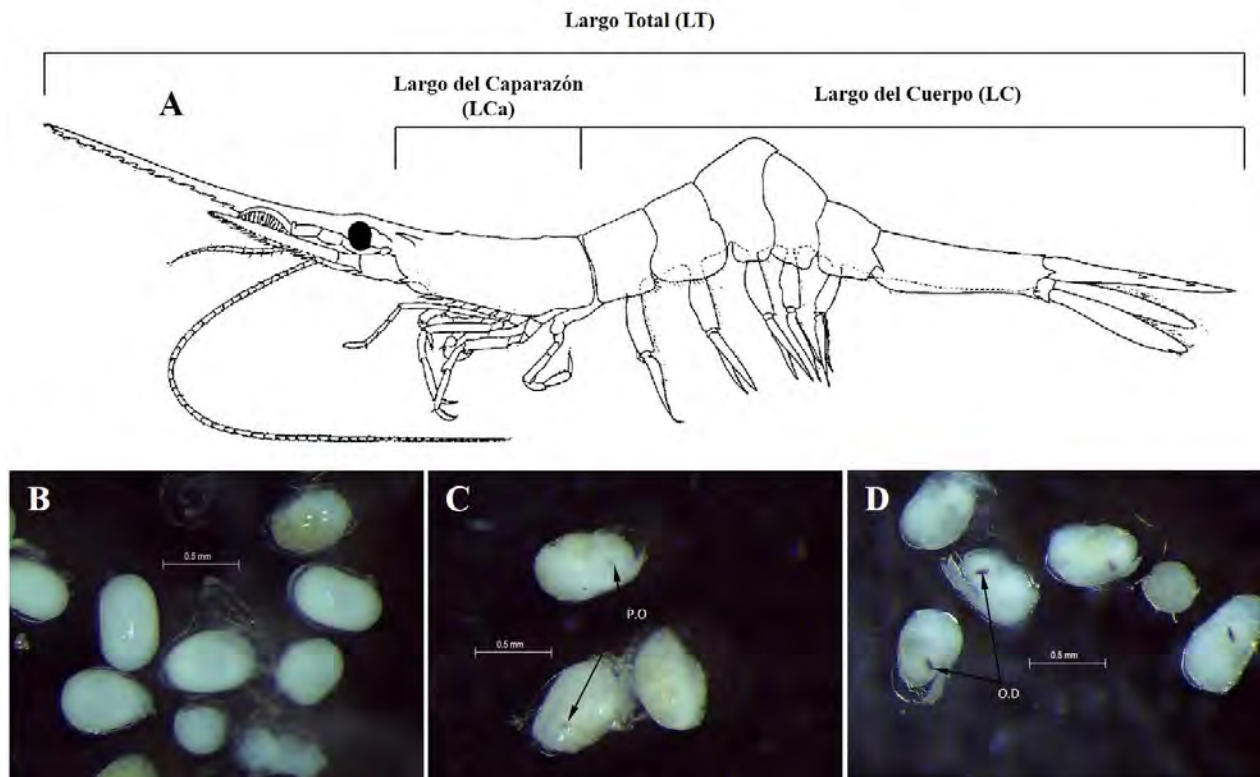 Largo Total (LT)
Largo del Caparazón
(LCa)
Largo del Cuerpo (LC)
A
B
0.5 mm
C
P.O
0.5 mm
D
0.5 mm
O.D